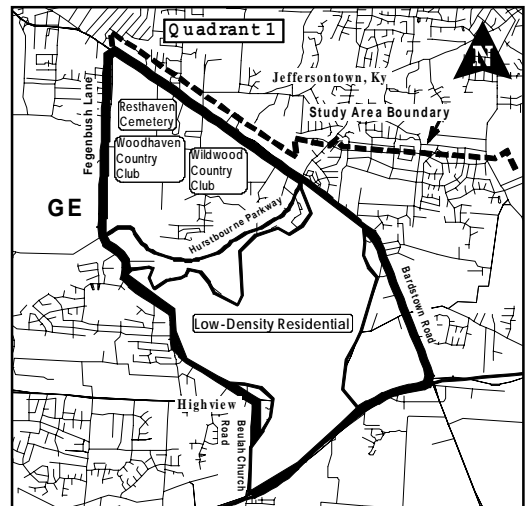 Quadrant 1
N
Jeffersontown, Ky
Study Area Boundary
Fegenbush Lane
Resthaven
Cemetery
Woodhaven
Country
Club
Wildwood
Country
Club
GE
Hurstbourne Parkway
Bardstown Road
Low-Density Residential
Highview
Beulah Church
Road